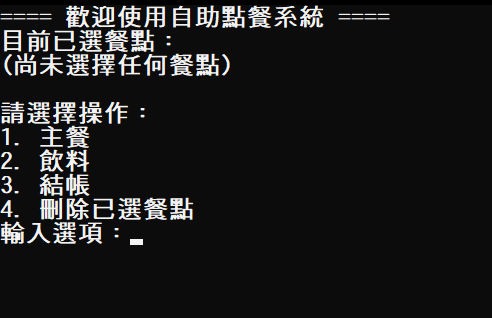 ==== 歡迎使用自助點餐系統 ====
目前已選餐點：
(尚未選擇任何餐點)
請選擇操作：
1. 主餐
2. 飲料
3. 結帳
4. 刪除已選餐點
輸入選項：